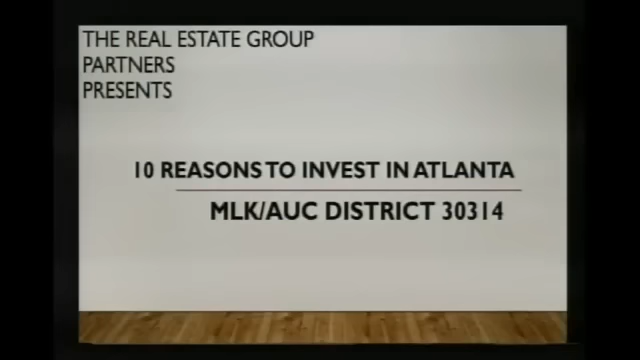 THE REAL ESTATE GROUP
PARTNERS
PRESENTS
10 REASONS TO INVEST IN ATLANTA
MLK/AUC DISTRICT 30314